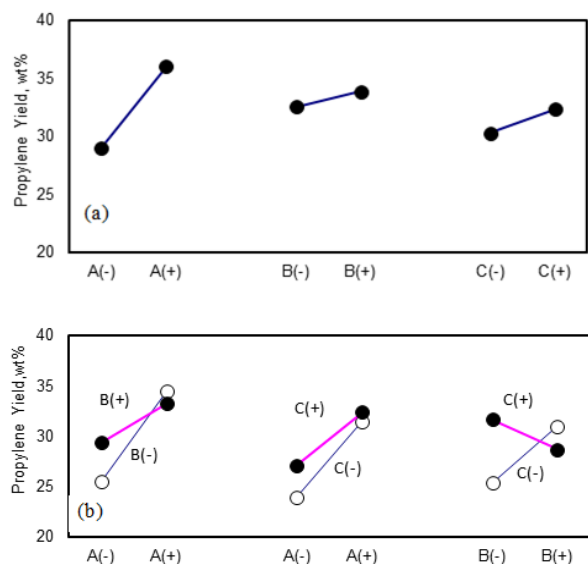 40
35
30
25
20
Propylene Yield, wt%
(a)
A(-) A(+) B(-) B(+) C(-) C(+)
40
35
30
25
20
Propylene Yield,wt%
B(+) C(+) C(+)
B(-) C(-) C(-)
(b)
A(-) A(+) A(-) A(+) B(-) B(+)